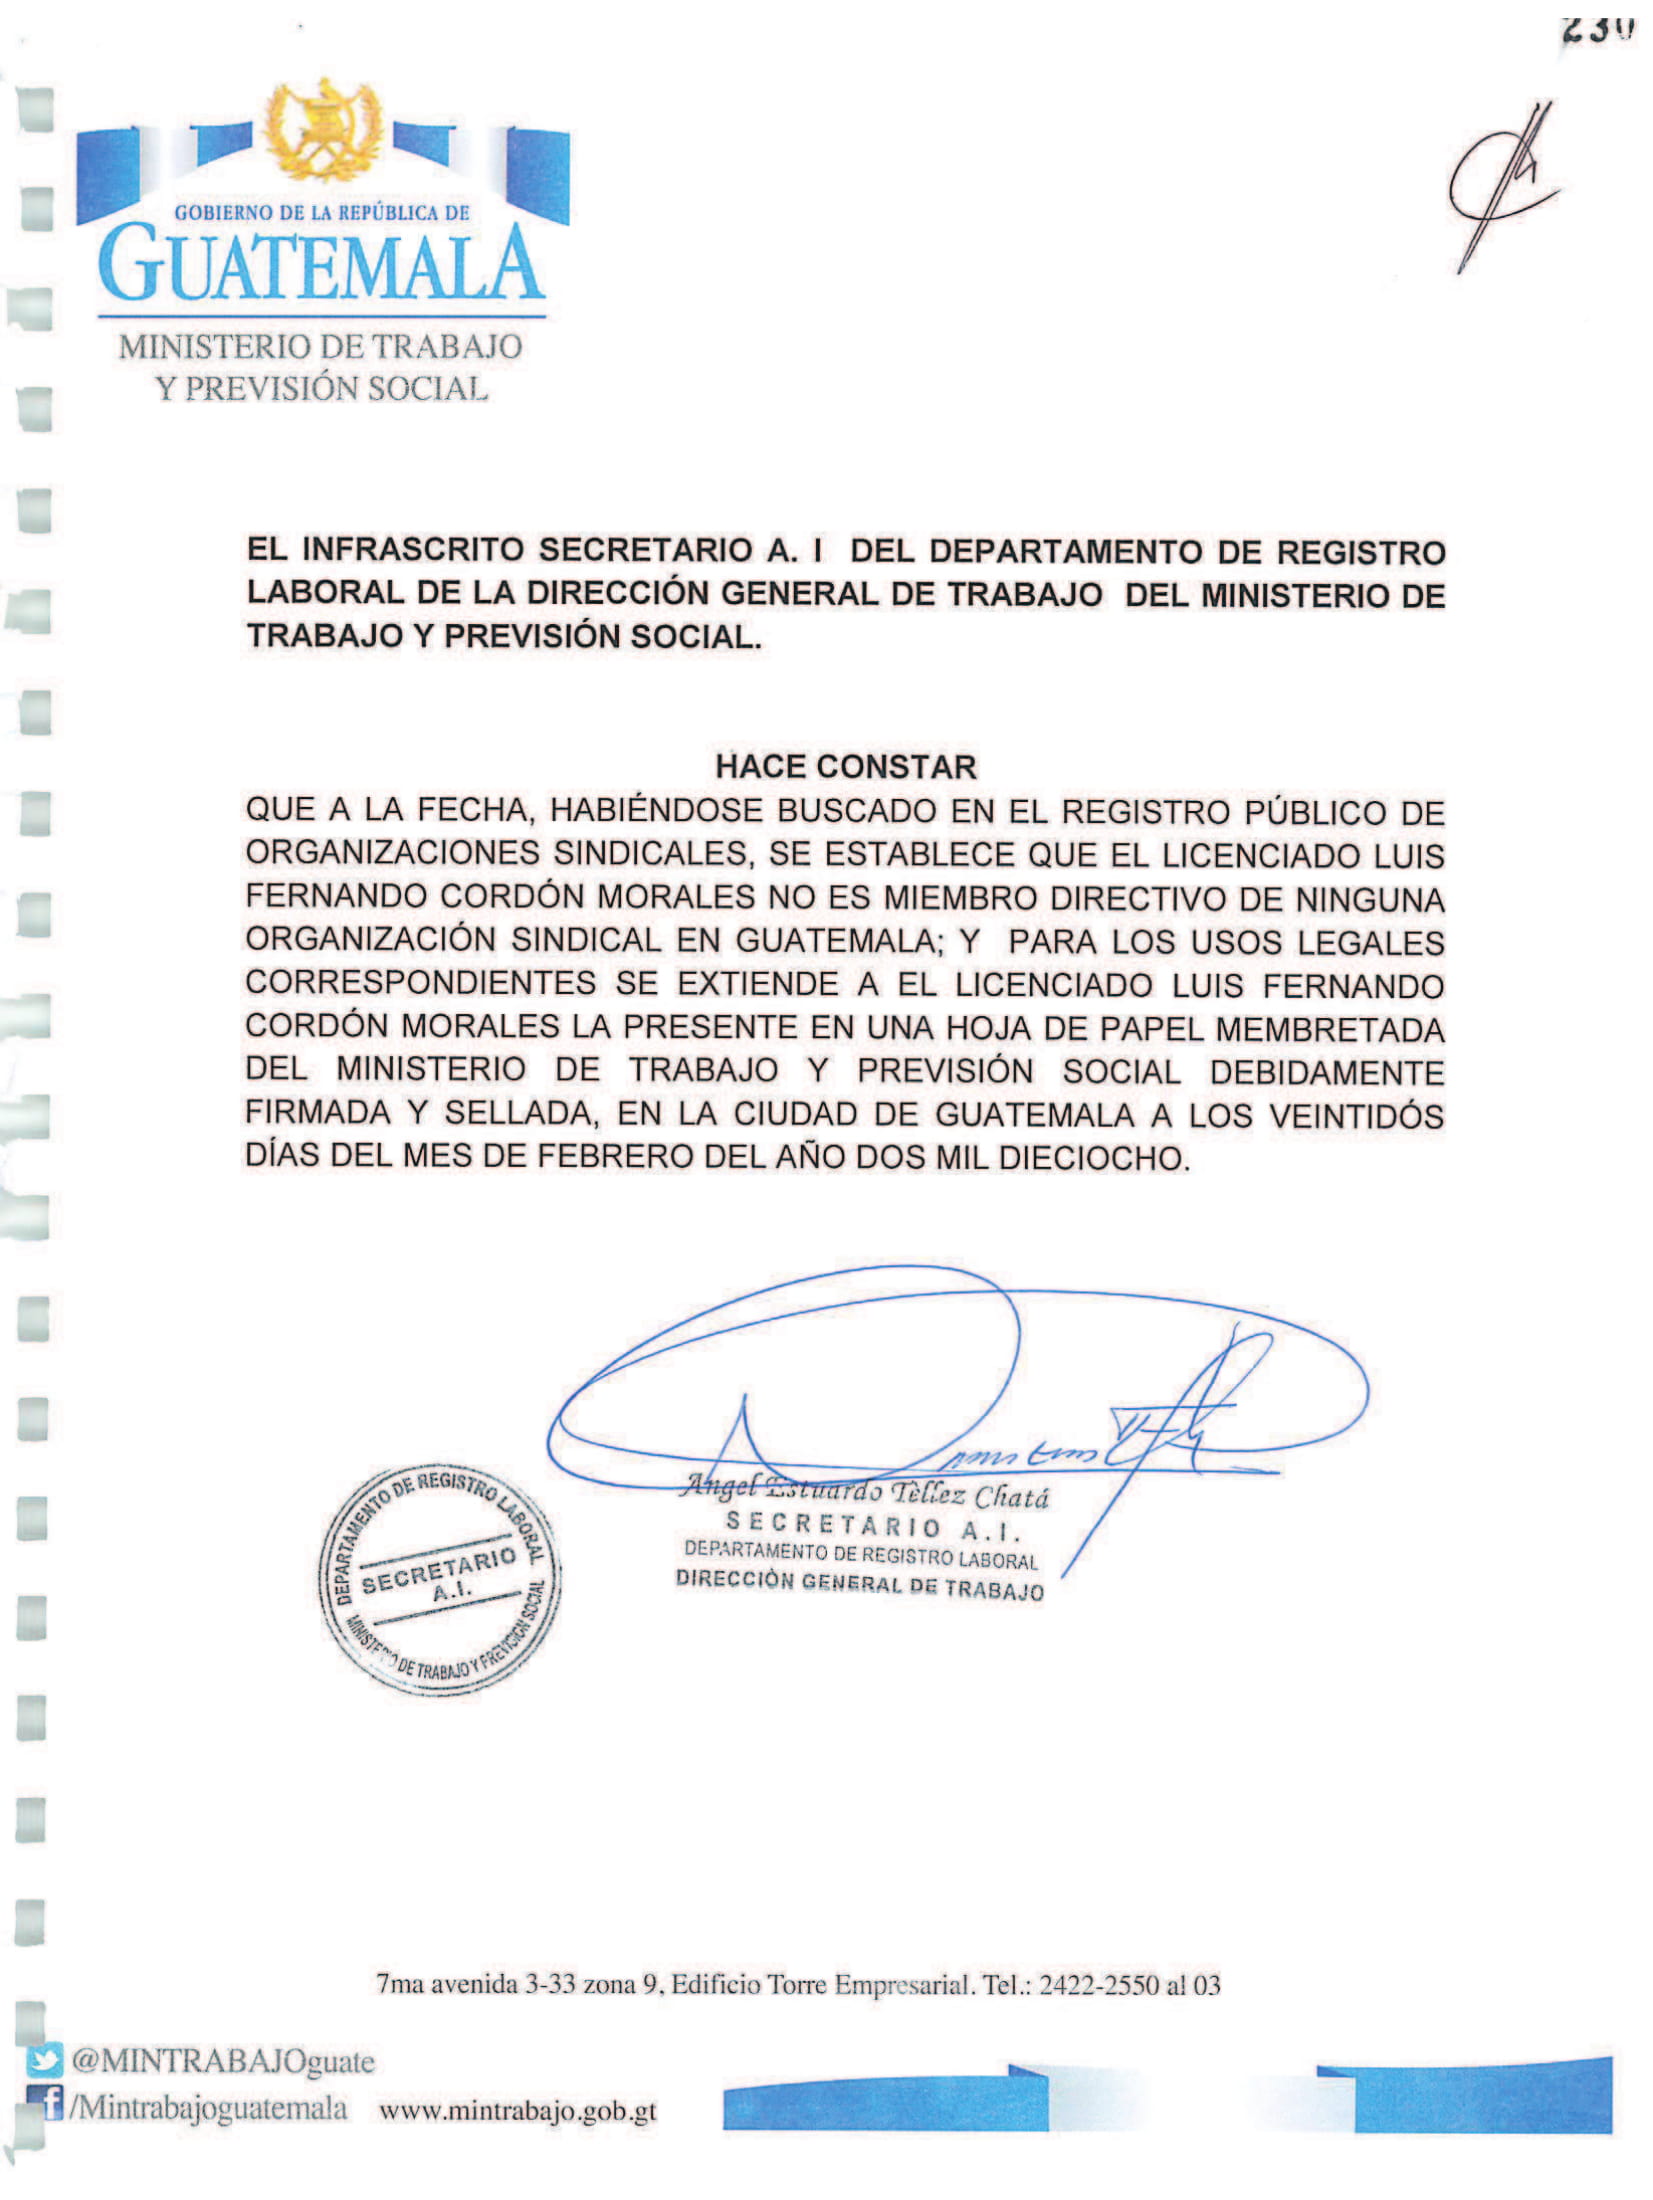 230
GOBIERNO DE LA REPÚBLICA DE
GUATEMALA
MINISTERIO DE TRABAJO
Y PREVISIÓN SOCIAL
EL INFRASCRITO SECRETARIO A. I DEL DEPARTAMENTO DE REGISTRO
LABORAL DE LA DIRECCIÓN GENERAL DE TRABAJO DEL MINISTERIO DE
TRABAJO Y PREVISIÓN SOCIAL.
HACE CONSTAR
QUE A LA FECHA, HABIÉNDOSE BUSCADO EN EL REGISTRO PÚBLICO DE
ORGANIZACIONES SINDICALES, SE ESTABLECE QUE EL LICENCIADO LUIS
FERNANDO CORDÓN MORALES NO ES MIEMBRO DIRECTIVO DE NINGUNA
ORGANIZACIÓN SINDICAL EN GUATEMALA; Y PARA LOS USOS LEGALES
CORRESPONDIENTES SE EXTIENDE A EL LICENCIADO LUIS FERNANDO
CORDÓN MORALES LA PRESENTE EN UNA HOJA DE PAPEL MEMBRETADA
DEL MINISTERIO DE TRABAJO Y PREVISIÓN SOCIAL DEBIDAMENTE
FIRMADA Y SELLADA, EN LA CIUDAD DE GUATEMALA A LOS VEINTIDÓS
DÍAS DEL MES DE FEBRERO DEL AÑO DOS MIL DIECIOCHO.
Angel Estuardo Tèllez Chatá
SECRETARIO A.I.
DEPARTAMENTO DE REGISTRO LABORAL
DIRECCIÓN GENERAL DE TRABAJO
DEPARTAMENTO DE REGISTRO LABORAL
SECRETARIO
A.I.
MINISTERIO DE TRABAJO Y PREVICION SOCIAL
7ma avenida 3-33 zona 9, Edificio Torre Empresarial. Tel.: 2422-2550 al 03
@MINTRABAJOguate
f /Mintrabajoguatemala www.mintrabajo.gob.gt